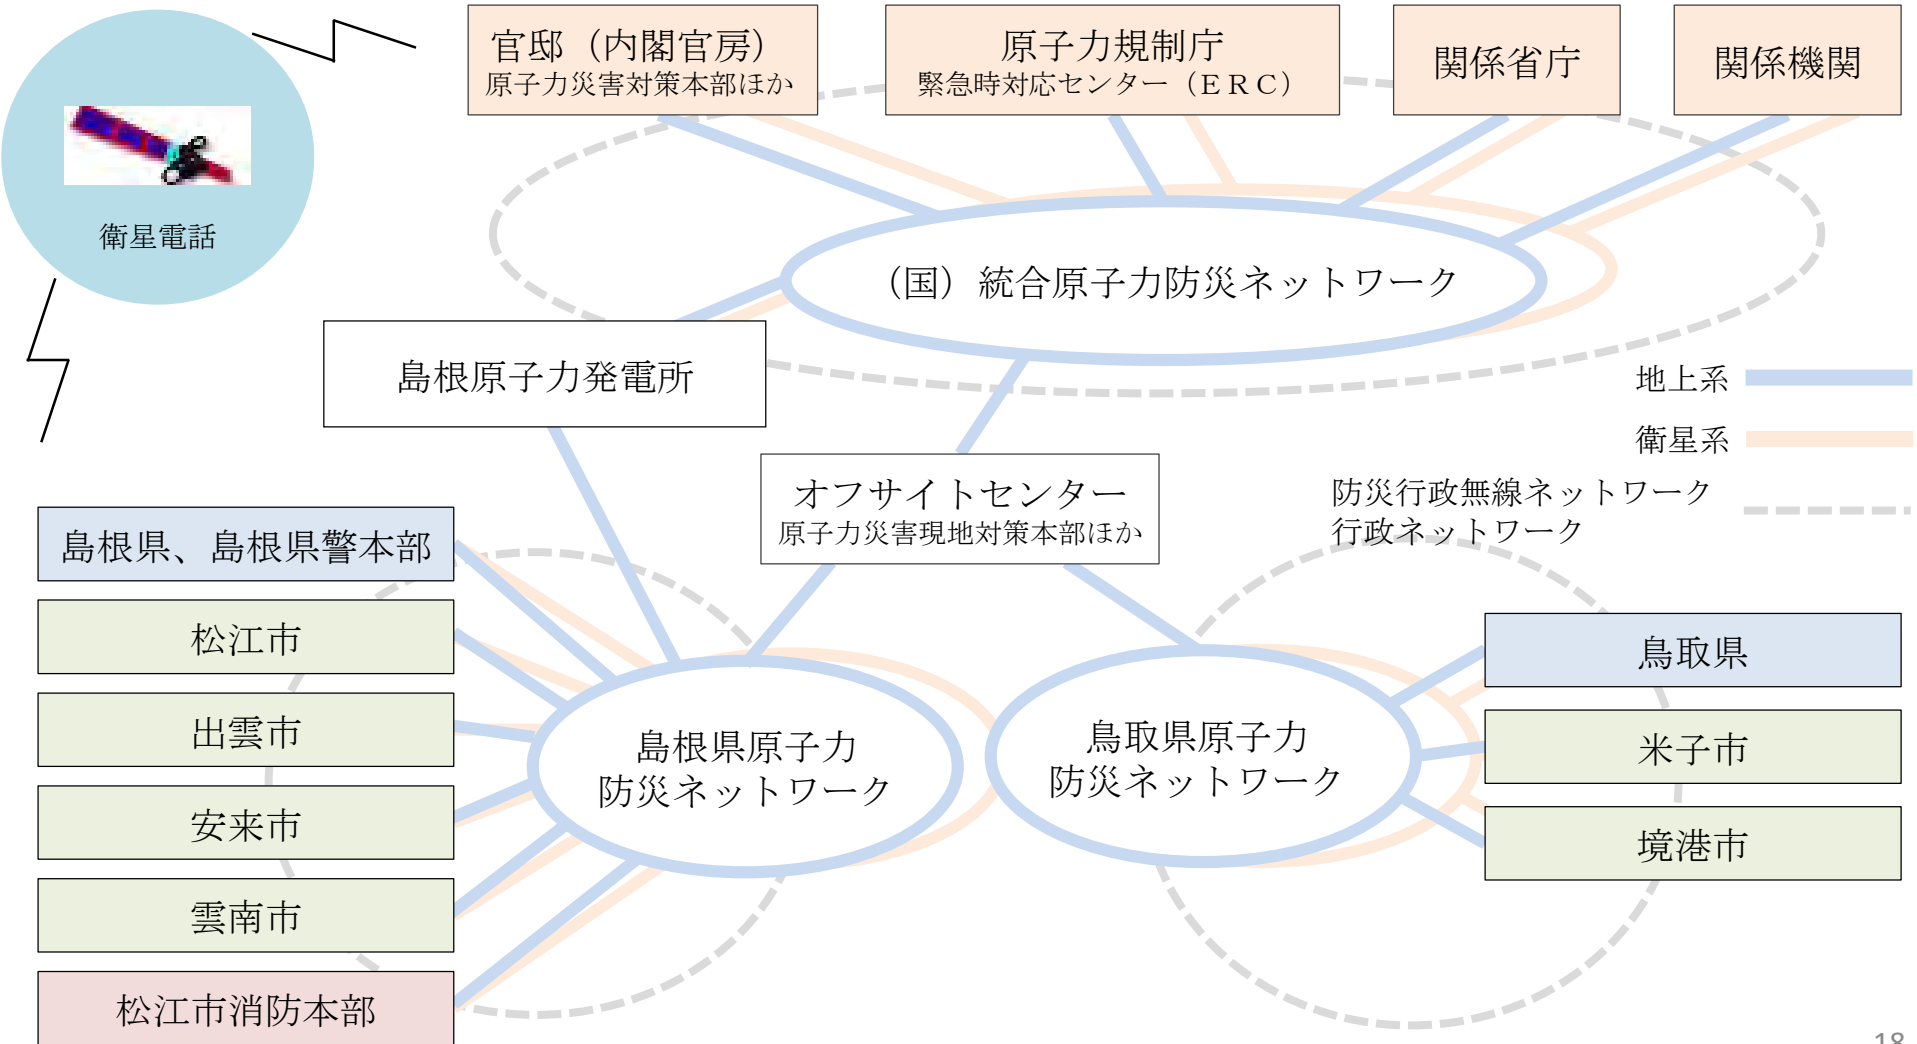 官邸（内閣官房）
原子力災害対策本部ほか
原子力規制庁
緊急時対応センター（ＥＲＣ）
関係省庁
関係機関
衛星電話
（国）統合原子力防災ネットワーク
島根原子力発電所
地上系
衛星系
防災行政無線ネットワーク
行政ネットワーク
オフサイトセンター
原子力災害現地対策本部ほか
島根県、島根県警本部
松江市
出雲市
安来市
雲南市
松江市消防本部
島根県原子力
防災ネットワーク
鳥取県原子力
防災ネットワーク
鳥取県
米子市
境港市
18